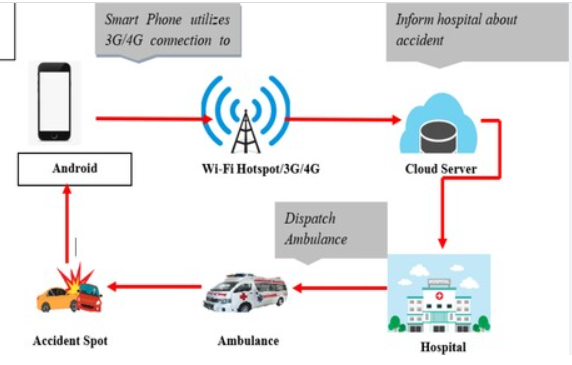 Smart Phone utilizes
3G/4G connection to
Inform hospital about
accident
Android
Wi-Fi Hotspot/3G/4G
Cloud Server
Dispatch
Ambulance
Accident Spot
Ambulance
Hospital